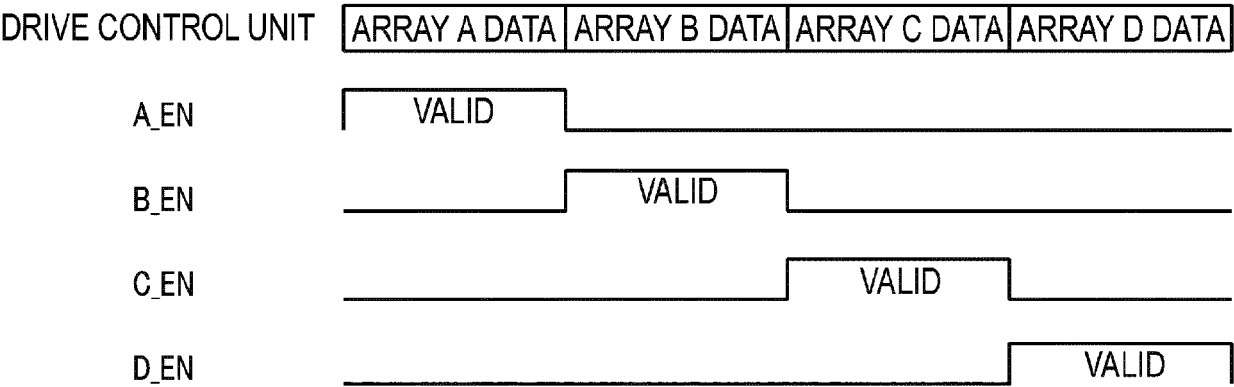 DRIVE CONTROL UNIT ARRAY A DATA ARRAY B DATA ARRAY C DATA ARRAY D DATA
A_EN VALID
B_EN VALID
C_EN VALID
D_EN VALID